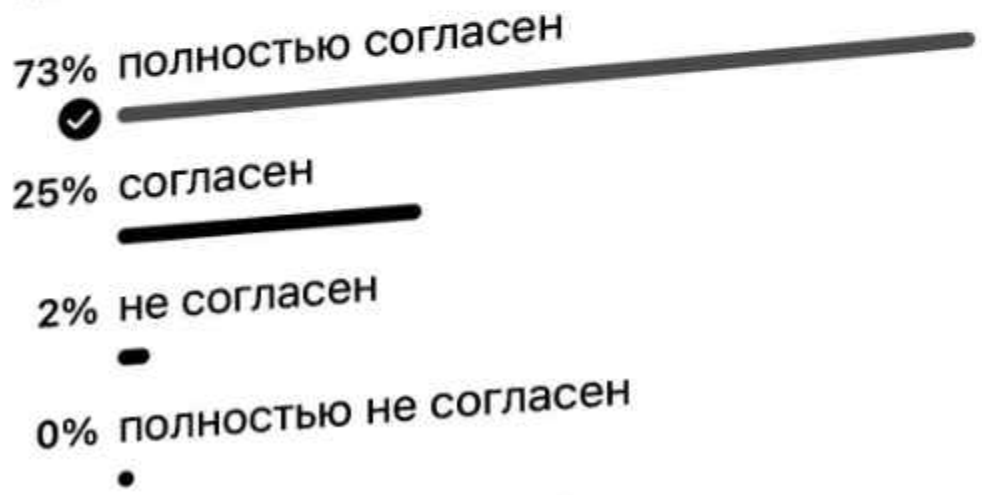 73% полностью согласен
25% согласен
2% не согласен
0% полностью не согласен